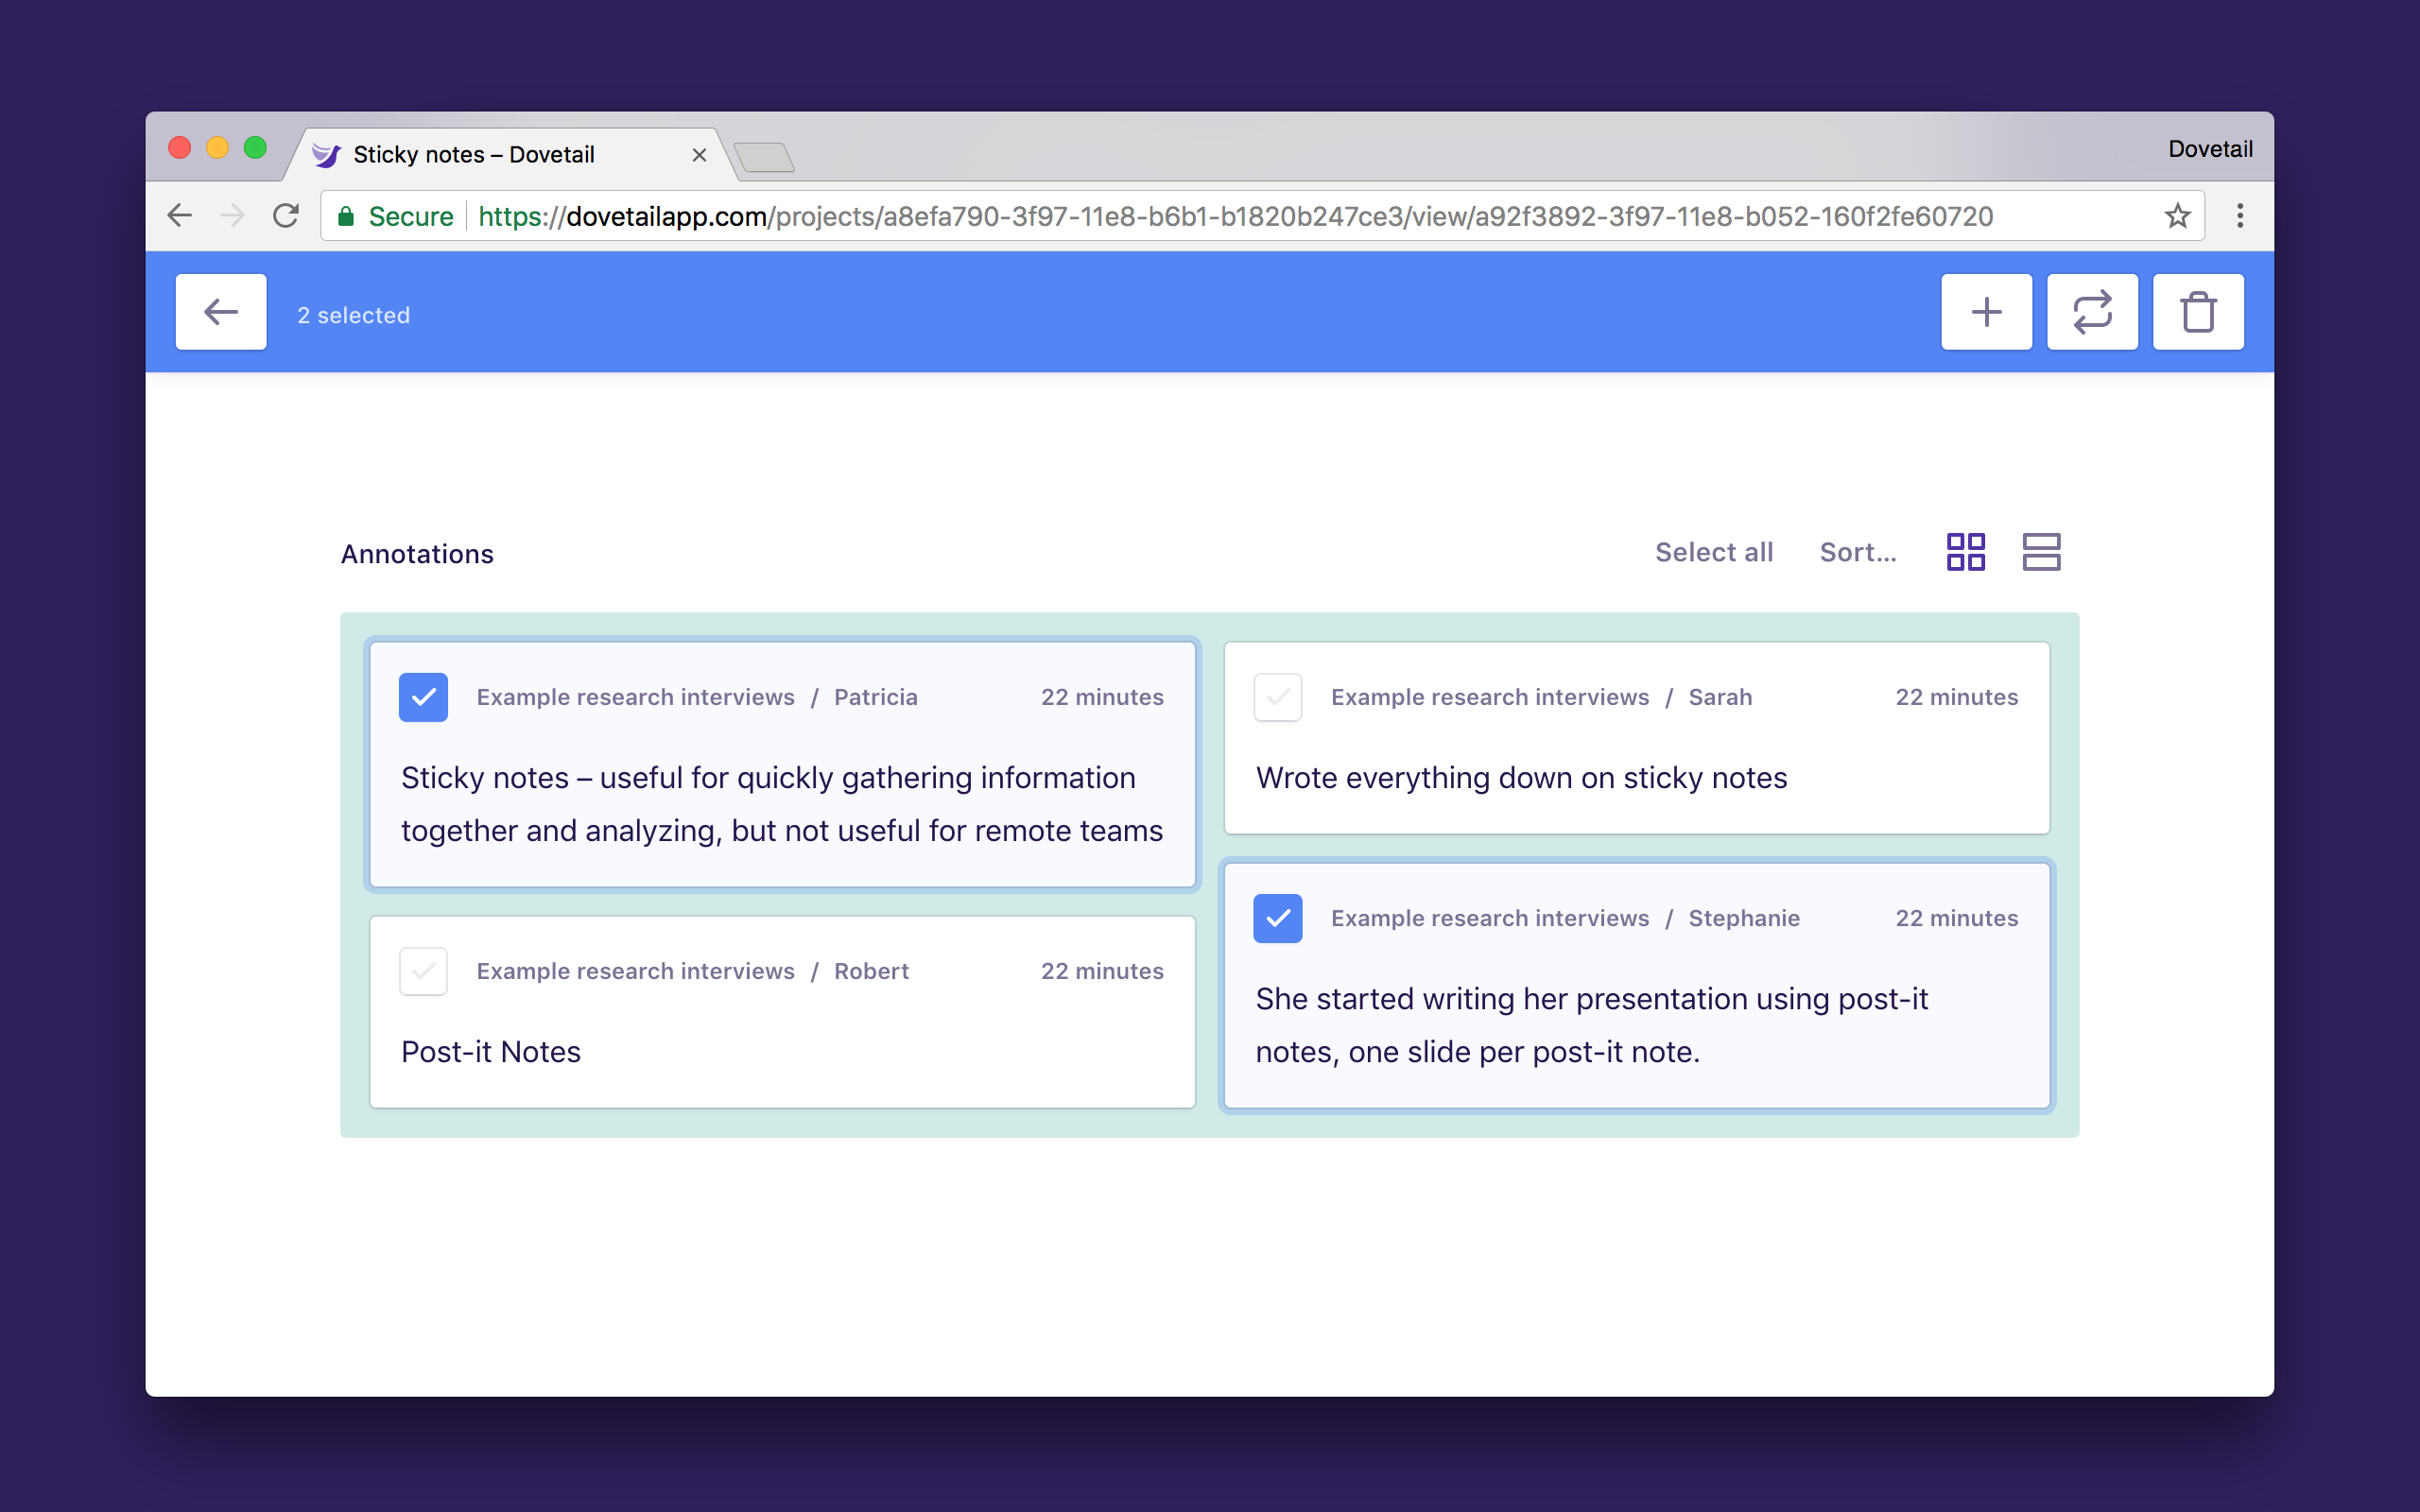 Sticky notes – Dovetail
Dovetail
Secure https://dovetailapp.com/projects/a8efa790-3f97-11e8-b6b1-b1820b247ce3/view/a92f3892-3f97-11e8-b052-160f2fe60720
2 selected
Annotations
Select all Sort...
Example research interviews / Patricia 22 minutes
Sticky notes – useful for quickly gathering information
together and analyzing, but not useful for remote teams
Example research interviews / Sarah 22 minutes
Wrote everything down on sticky notes
Example research interviews / Robert 22 minutes
Post-it Notes
Example research interviews / Stephanie 22 minutes
She started writing her presentation using post-it
notes, one slide per post-it note.